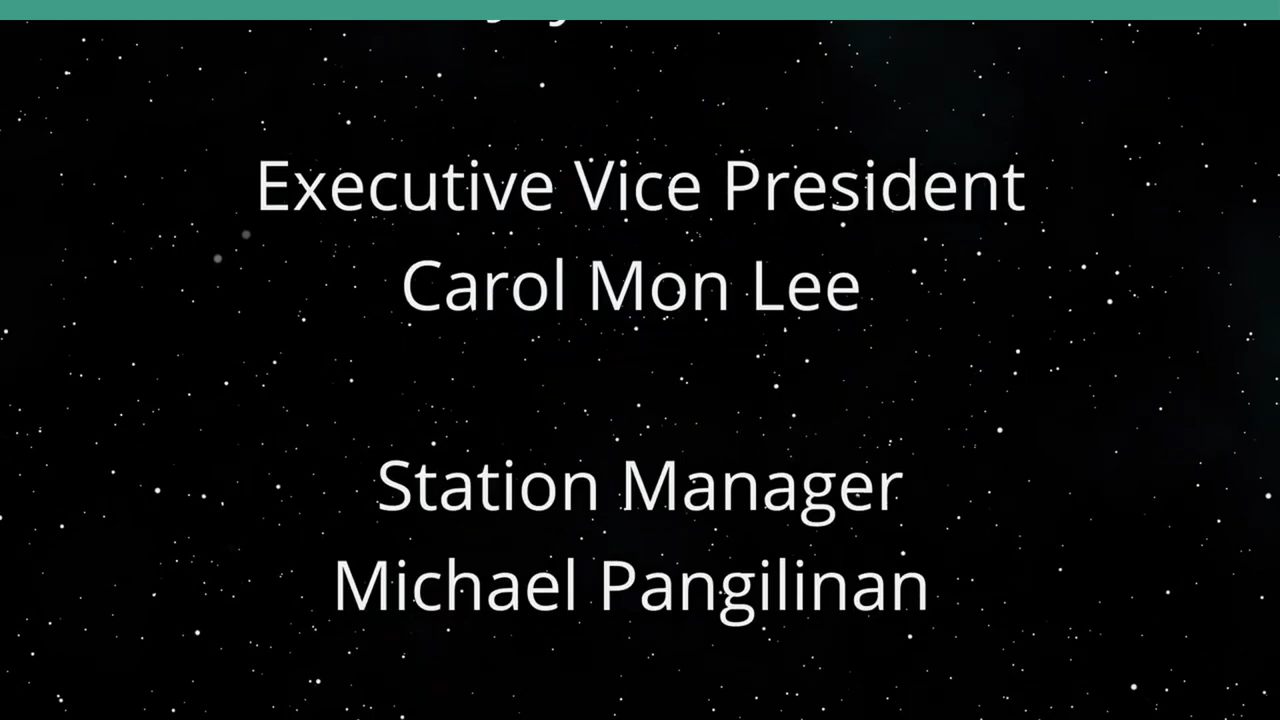 Executive Vice President
Carol Mon Lee
Station Manager
Michael Pangilinan